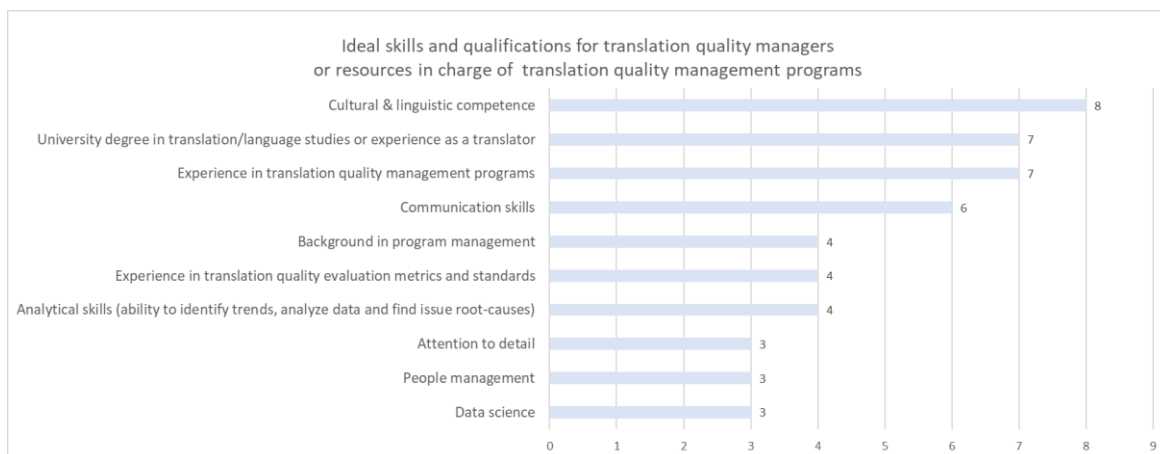 Ideal skills and qualifications for translation quality managers
or resources in charge of translation quality management programs
Cultural & linguistic competence 8
University degree in translation/language studies or experience as a translator 7
Experience in translation quality management programs 7
Communication skills 6
Background in program management 4
Experience in translation quality evaluation metrics and standards 4
Analytical skills (ability to identify trends, analyze data and find issue root-causes) 4
Attention to detail 3
People management 3
Data science 3
0 1 2 3 4 5 6 7 8 9